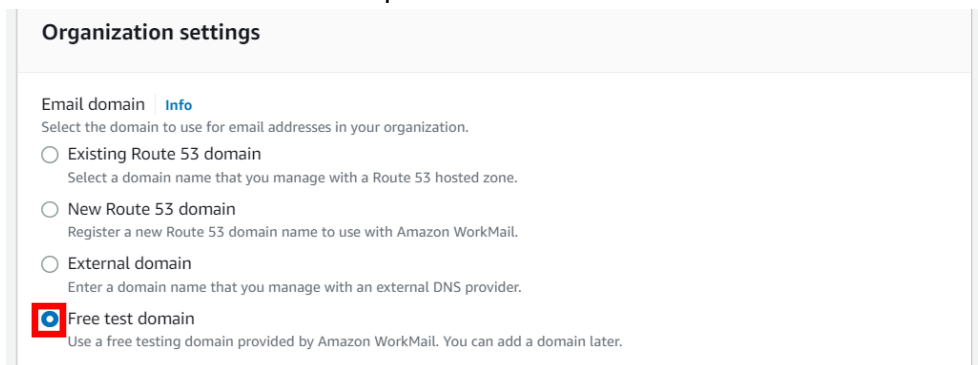 Organization settings
Email domain Info
Select the domain to use for email addresses in your organization.
Existing Route 53 domain
Select a domain name that you manage with a Route 53 hosted zone.
New Route 53 domain
Register a new Route 53 domain name to use with Amazon WorkMail.
External domain
Enter a domain name that you manage with an external DNS provider.
Free test domain
Use a free testing domain provided by Amazon WorkMail. You can add a domain later.